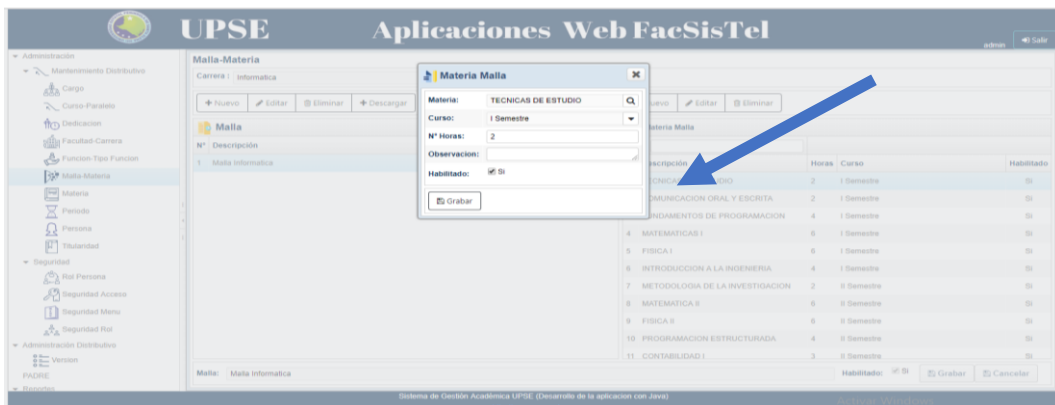 UPSE Aplicaciones Web FacSisTel
admin Salir
Administración
Mantenimiento Distributivo
Cargo
Curso-Paralelo
Dedicacion
Facultad-Carrera
Funcion-Tipo Funcion
Malla-Materia
Materia
Periodo
Persona
Titularidad
Seguridad
Rol Persona
Seguridad Acceso
Seguridad Menu
Seguridad Rol
Administración Distributivo
Version
PADRE
Reportes
Malla-Materia
Carrera : Informatica
+ Nuevo Editar Eliminar + Descargar
Malla
N° Descripción
1 Malla Informatica
Materia Malla
Materia: TECNICAS DE ESTUDIO
Curso: I Semestre
N° Horas: 2
Observacion:
Habilitado: Si
Grabar
Editar Eliminar
Materia Malla
Horas Curso Habilitado
2 I Semestre Si
COMUNICACION ORAL Y ESCRITA 2 I Semestre Si
FUNDAMENTOS DE PROGRAMACION 4 I Semestre Si
4 MATEMATICAS I 6 I Semestre Si
5 FISICA I 6 I Semestre Si
6 INTRODUCCION A LA INGENIERIA 4 I Semestre Si
7 METODOLOGIA DE LA INVESTIGACION 2 II Semestre Si
8 MATEMATICA II 6 II Semestre Si
9 FISICA II 6 II Semestre Si
10 PROGRAMACION ESTRUCTURADA 4 II Semestre Si
11 CONTABILIDAD I 3 II Semestre Si
Malla: Malla Informatica Habilitado: Si Grabar Cancelar
Sistema de Gestión Académica UPSE (Desarrollo de la aplicacion con Java)
Activar Windows